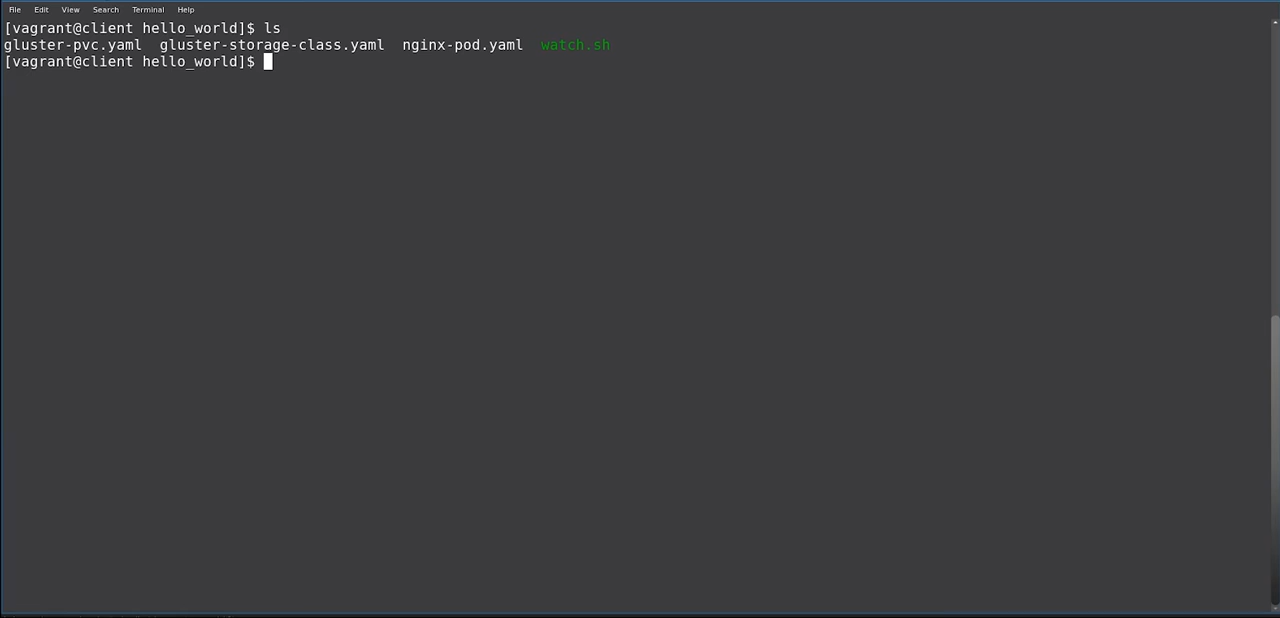 File Edit View Search Terminal Help
[vagrant@client hello_world]$ ls
gluster-pvc.yaml  gluster-storage-class.yaml  nginx-pod.yaml  watch.sh
[vagrant@client hello_world]$